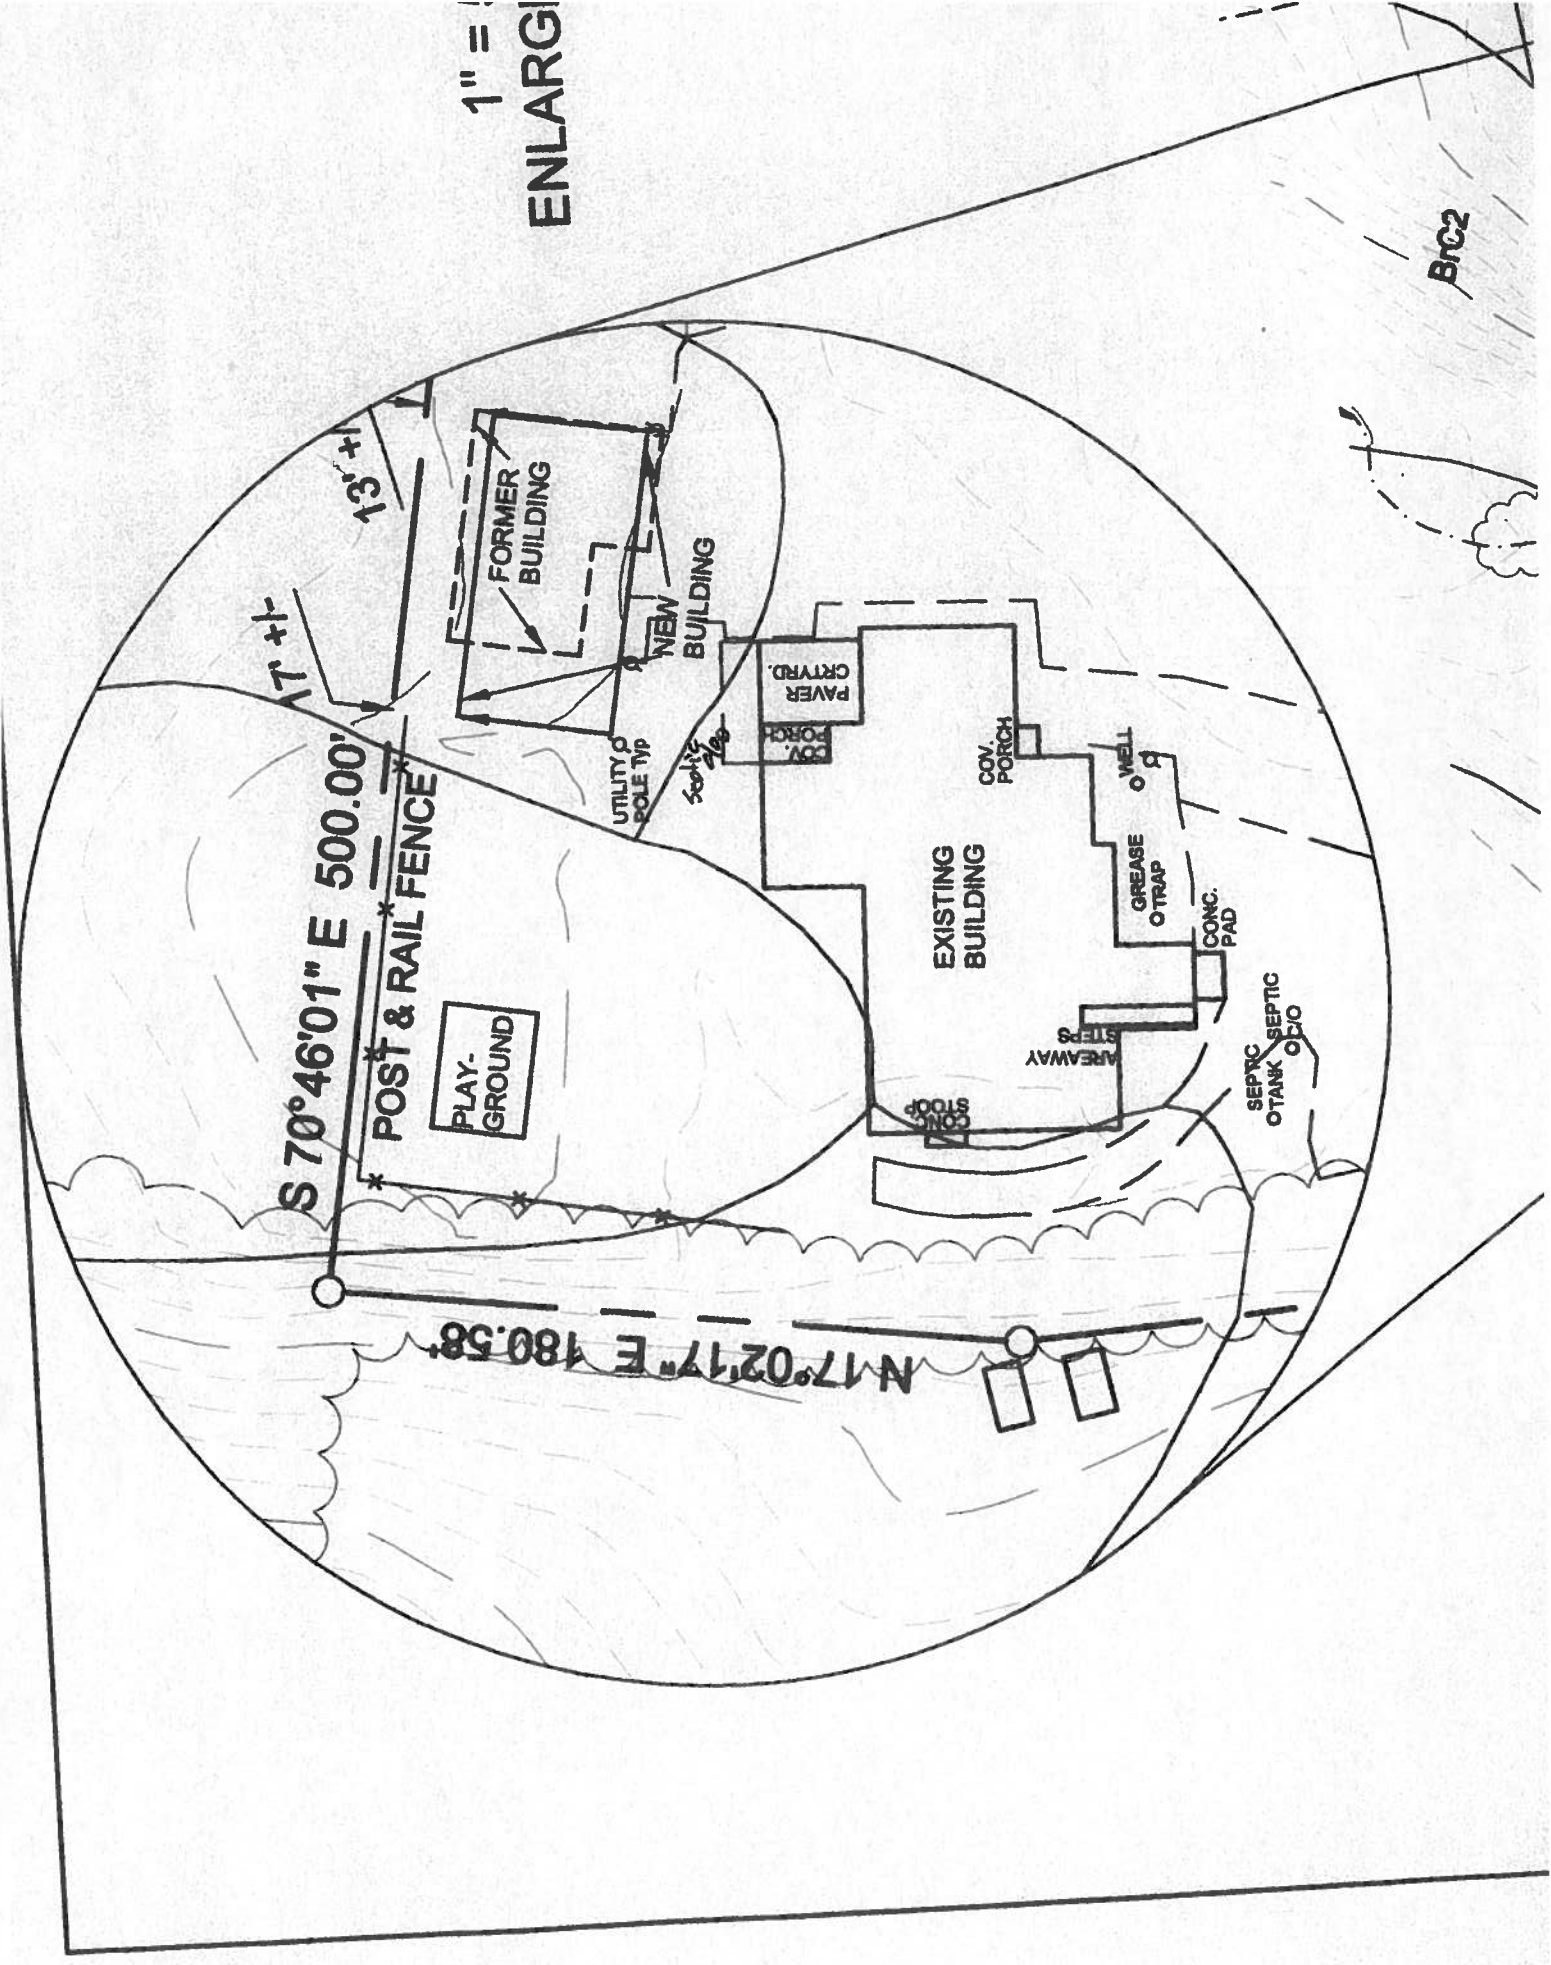 1" =
ENLARG
13' +/-
17' +/-
FORMER
BUILDING
NEW
BUILDING
S 70°46'01" E 500.00'
POST & RAIL FENCE
UTILITY
POLE TYP
PLAY-
GROUND
PAVER
CRTYRD.
COV.
PORCH
COV.
PORCH
WELL
EXISTING
BUILDING
GREASE
TRAP
CONC.
PAD
AREAWAY
STEPS
CONC
STOOP
SEPTIC
TANK
SEPTIC
C/O
N 17°02'17" E 180.58'
BrC2